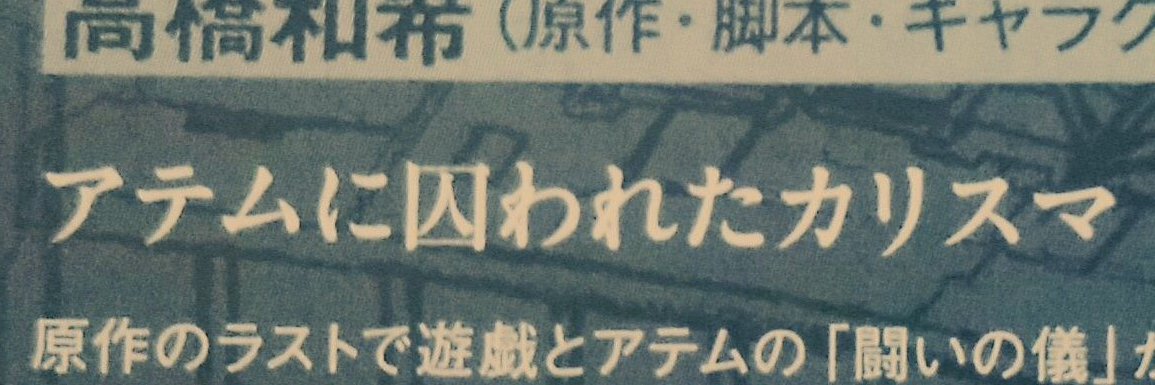 高橋和希（原作・脚本・キャラク
アテムに囚われたカリスマ
原作のラストで遊戯とアテムの「闘いの儀」が